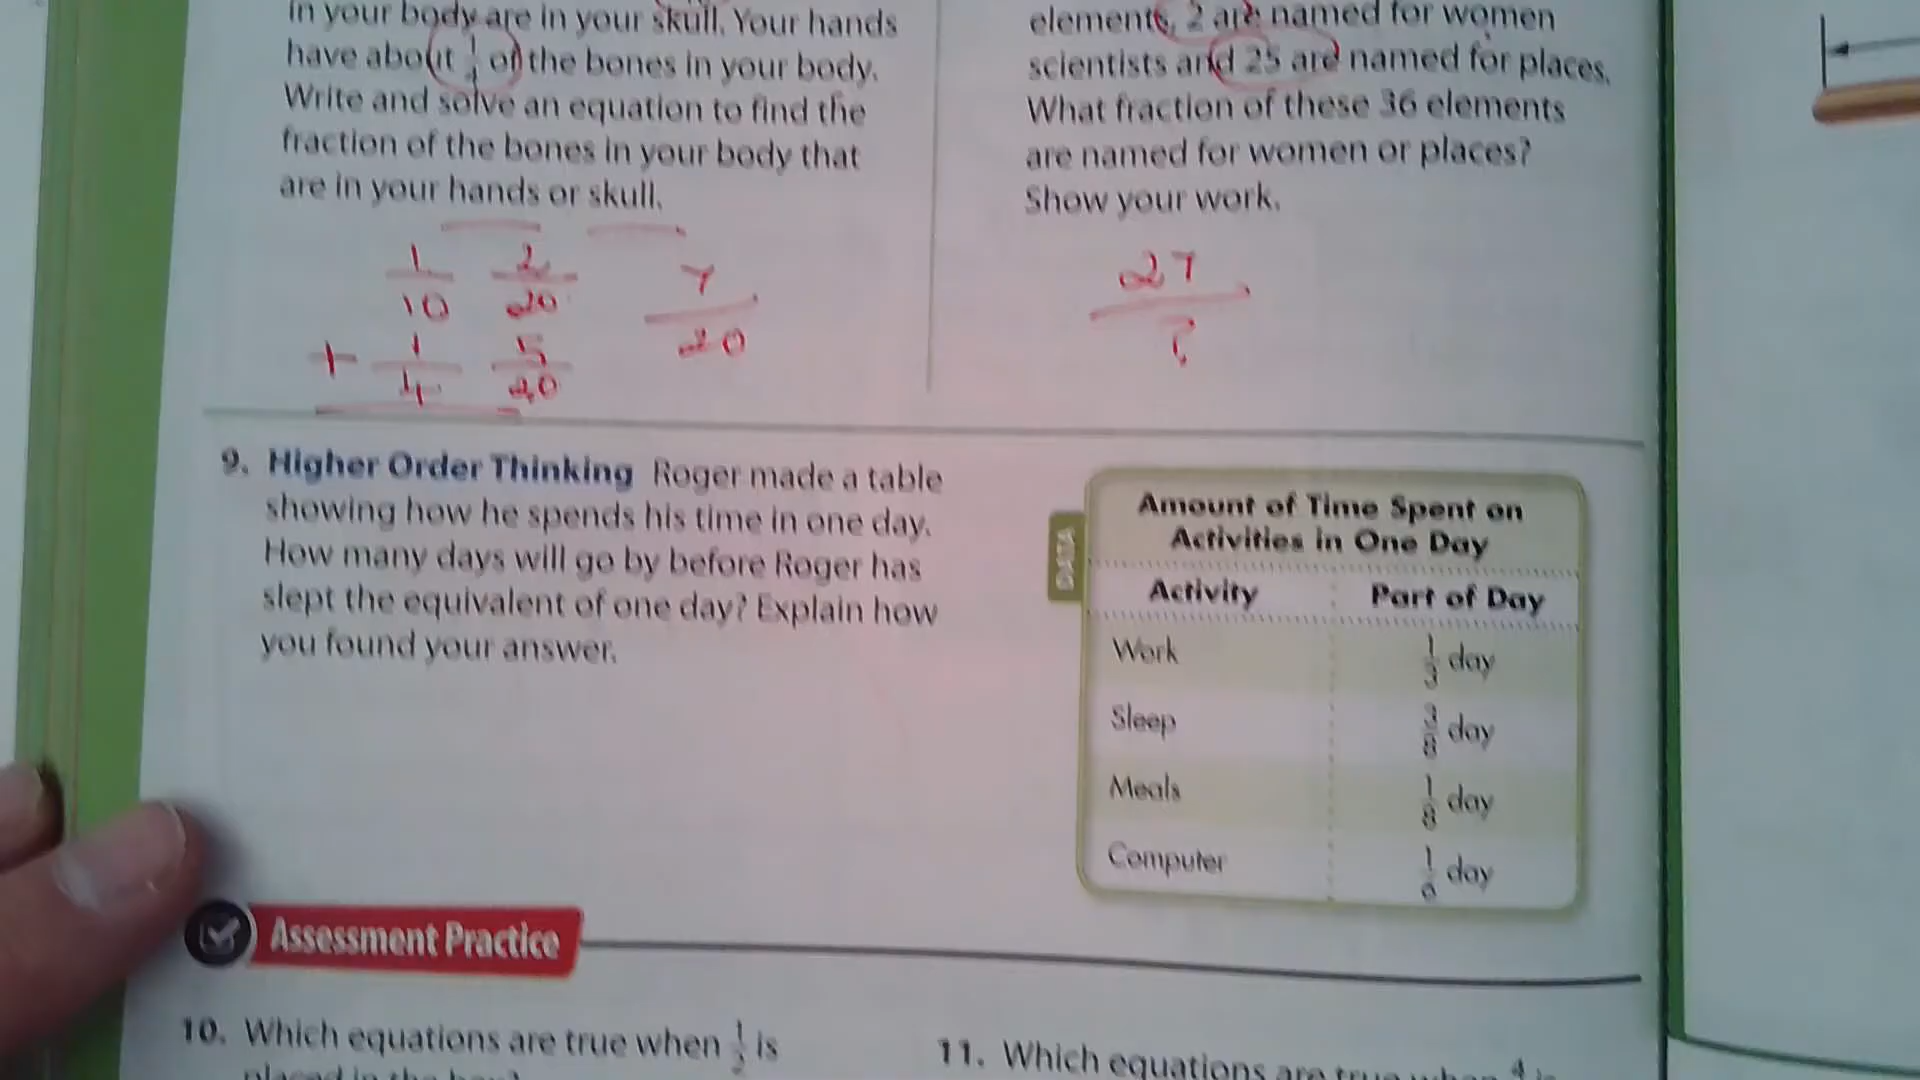 in your body are in your skull. Your hands
have about 1/4 of the bones in your body.
Write and solve an equation to find the
fraction of the bones in your body that
are in your hands or skull.
1/10 2/20
+ 1/4 5/20
7/20
elements, 2 are named for women
scientists and 25 are named for places.
What fraction of these 36 elements
are named for women or places?
Show your work.
27
?
9. Higher Order Thinking Roger made a table
showing how he spends his time in one day.
How many days will go by before Roger has
slept the equivalent of one day? Explain how
you found your answer.
DATA
Amount of Time Spent on
Activities in One Day
Activity Part of Day
Work 1/3 day
Sleep 3/8 day
Meals 1/8 day
Computer 1/6 day
Assessment Practice
10. Which equations are true when is
placed in the box?
11. Which equations are true when